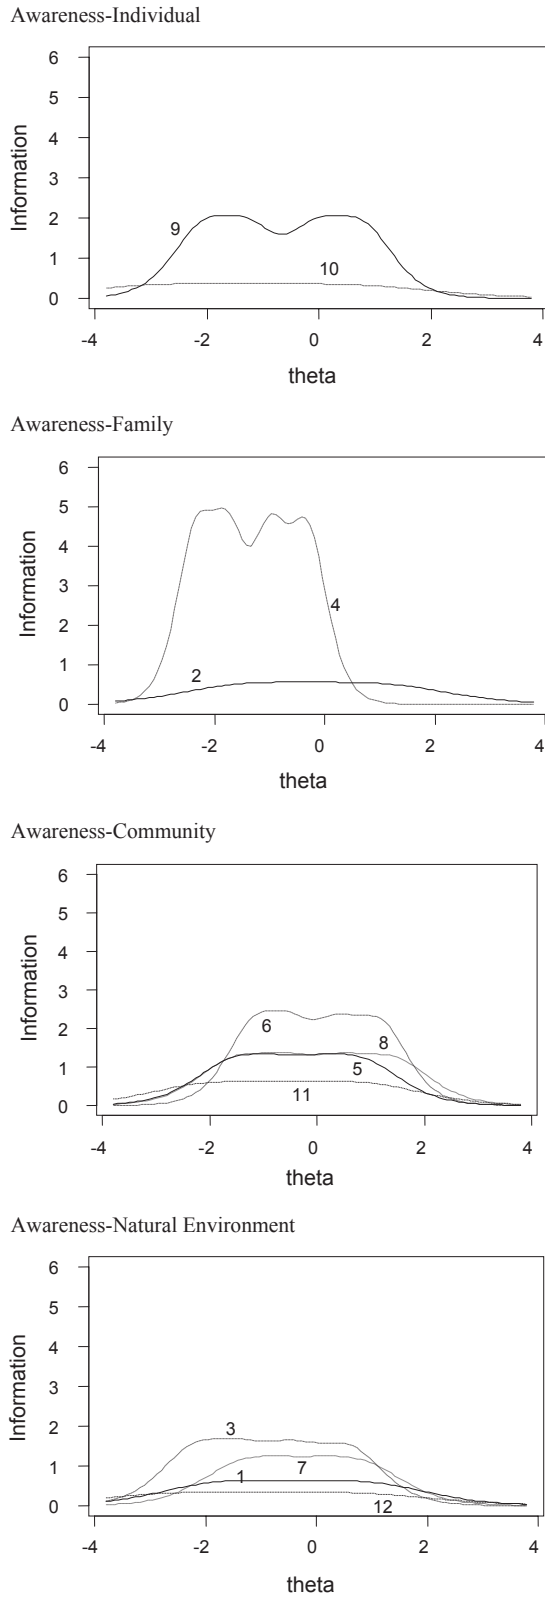 Awareness-Individual
6
5
4
3
2
1
0
Information
9
10
-4 -2 0 2 4
theta
Awareness-Family
6
5
4
3
2
1
0
Information
4
2
-4 -2 0 2 4
theta
Awareness-Community
6
5
4
3
2
1
0
Information
6
8
5
11
-4 -2 0 2 4
theta
Awareness-Natural Environment
6
5
4
3
2
1
0
Information
3
7
1
12
-4 -2 0 2 4
theta